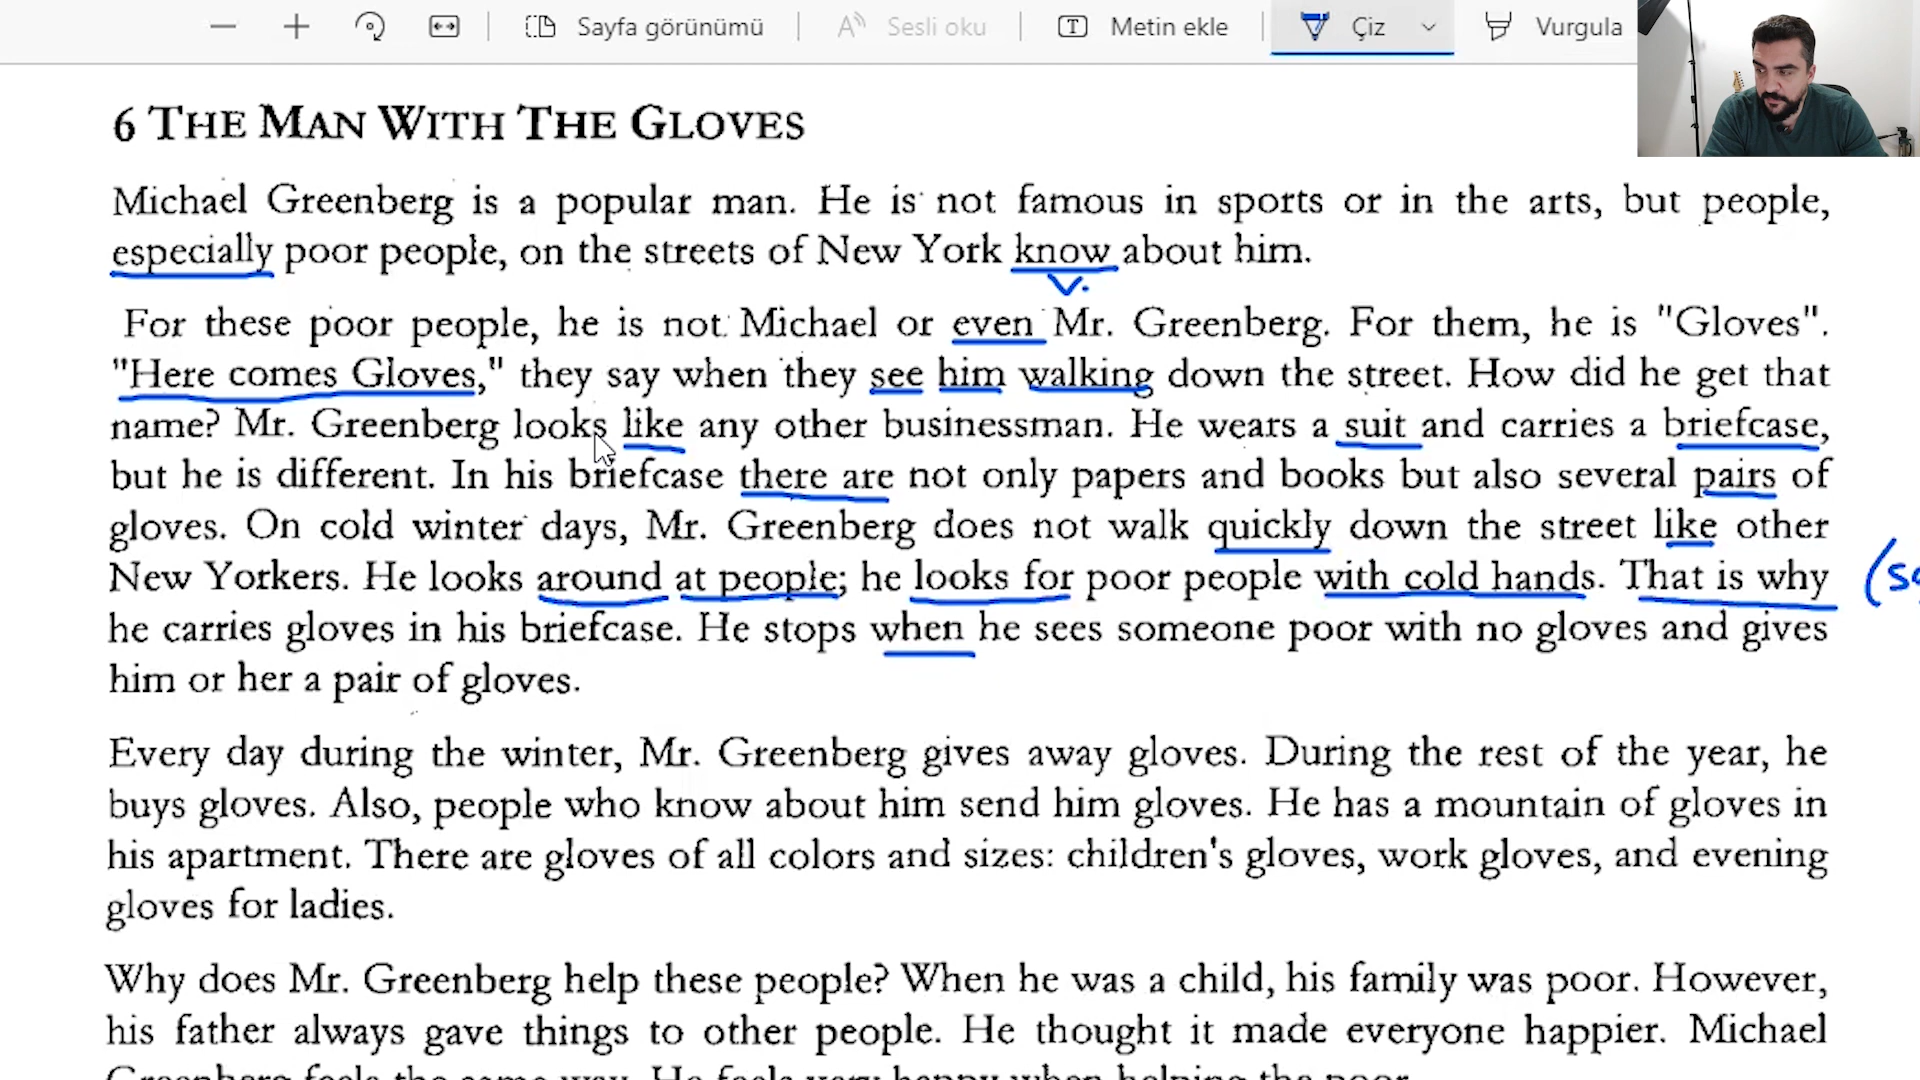 Sayfa görünümü
Sesli oku
Metin ekle
Çiz
Vurgula
6 THE MAN WITH THE GLOVES
Michael Greenberg is a popular man. He is not famous in sports or in the arts, but people,
especially poor people, on the streets of New York know about him.
v.
For these poor people, he is not Michael or even Mr. Greenberg. For them, he is "Gloves".
"Here comes Gloves," they say when they see him walking down the street. How did he get that
name? Mr. Greenberg looks like any other businessman. He wears a suit and carries a briefcase,
but he is different. In his briefcase there are not only papers and books but also several pairs of
gloves. On cold winter days, Mr. Greenberg does not walk quickly down the street like other
New Yorkers. He looks around at people; he looks for poor people with cold hands. That is why
he carries gloves in his briefcase. He stops when he sees someone poor with no gloves and gives
him or her a pair of gloves.
Every day during the winter, Mr. Greenberg gives away gloves. During the rest of the year, he
buys gloves. Also, people who know about him send him gloves. He has a mountain of gloves in
his apartment. There are gloves of all colors and sizes: children's gloves, work gloves, and evening
gloves for ladies.
Why does Mr. Greenberg help these people? When he was a child, his family was poor. However,
his father always gave things to other people. He thought it made everyone happier. Michael
Greenberg feels the same way. He feels very happy when helping the poor.